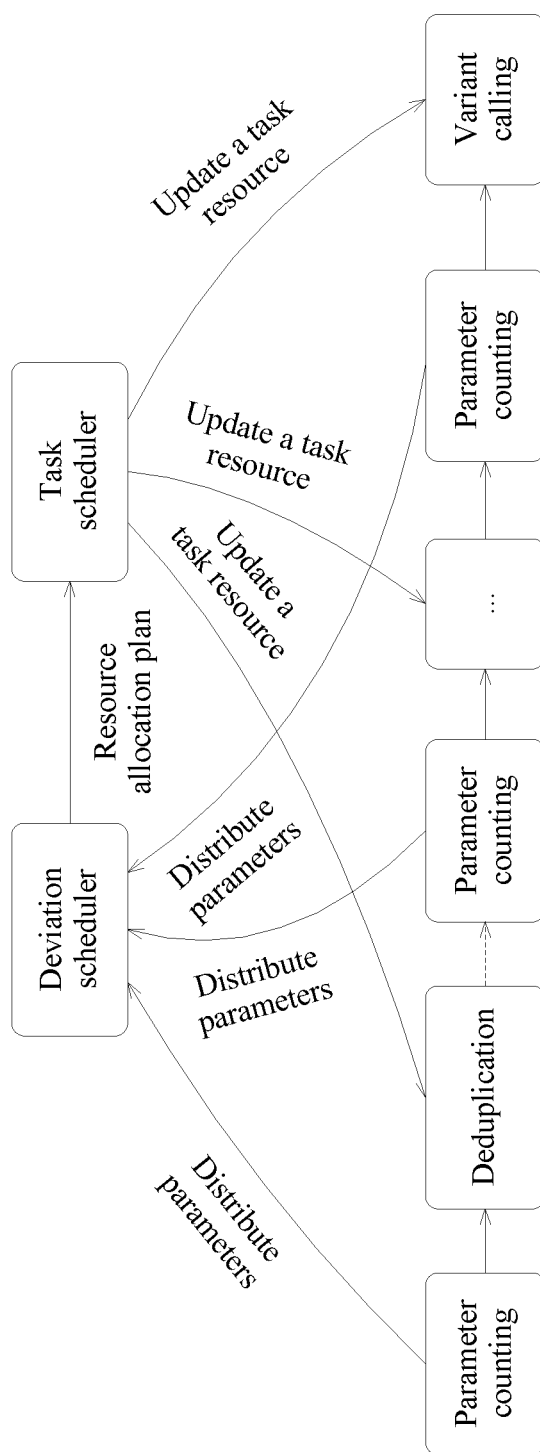 Deviation
scheduler
Resource
allocation plan
Task
scheduler
Distribute
parameters
Distribute
parameters
Distribute
parameters
Update a
task resource
Update a task
resource
Update a task
resource
Parameter
counting
Deduplication
Parameter
counting
...
Parameter
counting
Variant
calling